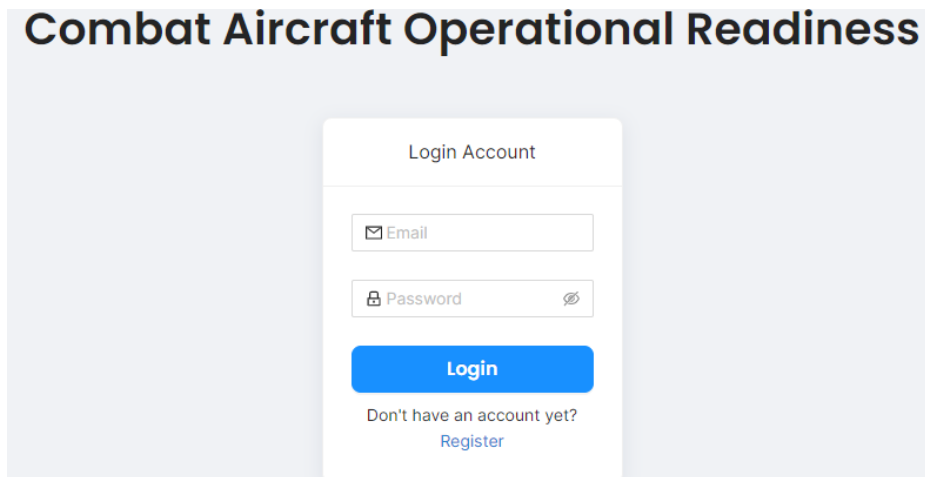 Combat Aircraft Operational Readiness
Login Account
Email
Password
Login
Don't have an account yet?
Register